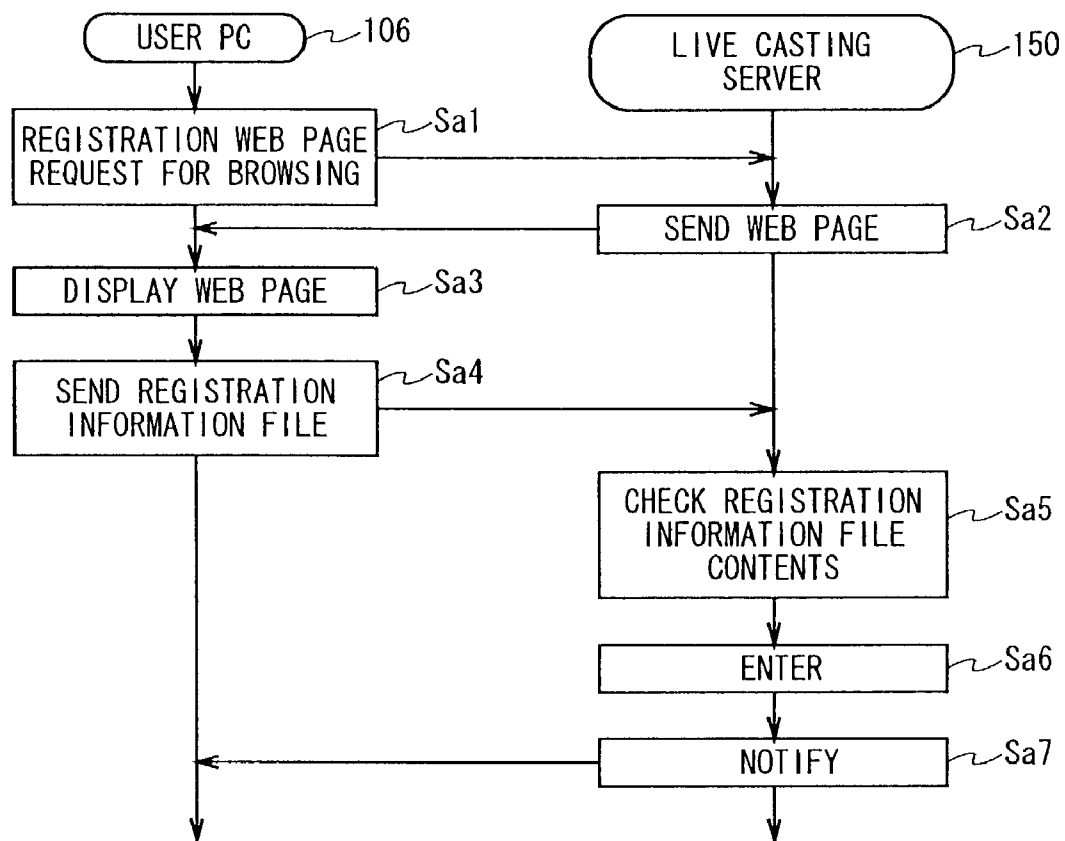 USER PC
106
LIVE CASTING
SERVER
150
REGISTRATION WEB PAGE
REQUEST FOR BROWSING
Sa1
SEND WEB PAGE
Sa2
DISPLAY WEB PAGE
Sa3
SEND REGISTRATION
INFORMATION FILE
Sa4
CHECK REGISTRATION
INFORMATION FILE
CONTENTS
Sa5
ENTER
Sa6
NOTIFY
Sa7